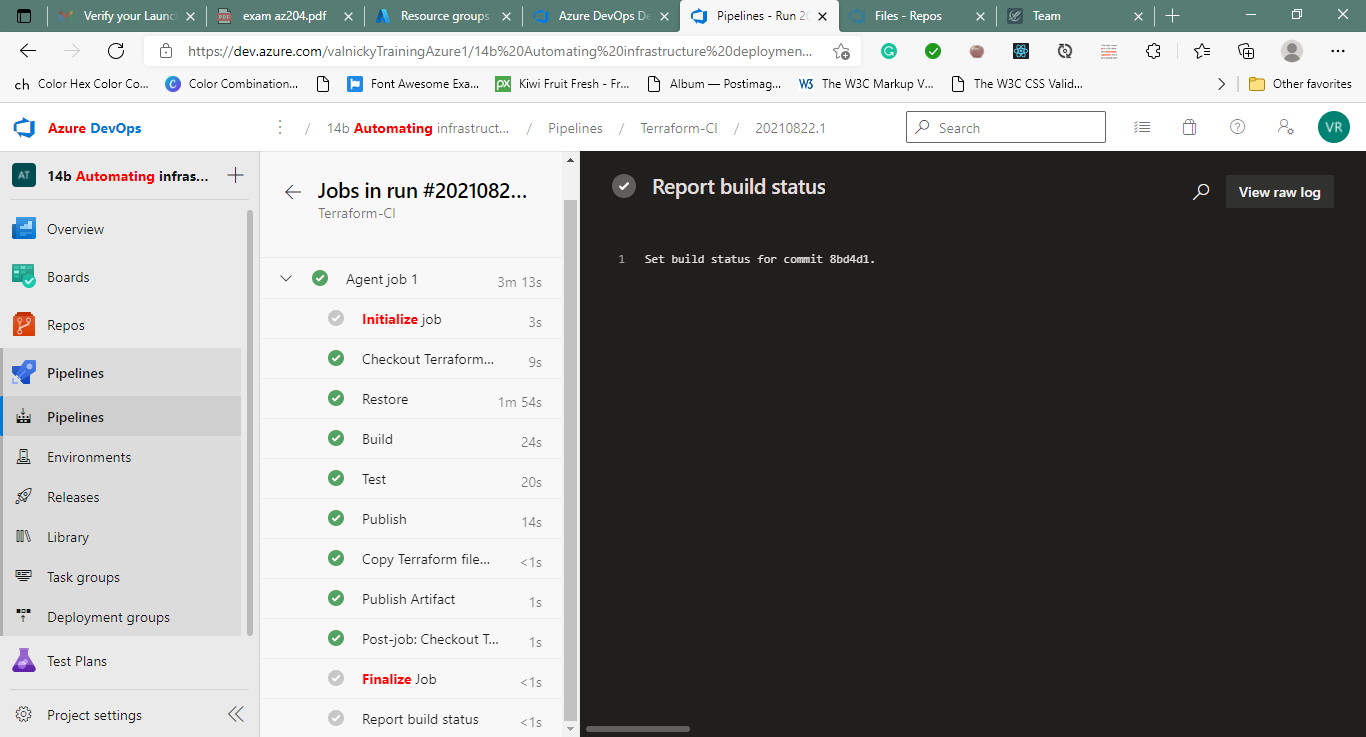 Verify your Launc
exam az204.pdf
Resource groups
Azure DevOps De
Pipelines - Run 20
Files - Repos
Team
https://dev.azure.com/valnickyTrainingAzure1/14b%20Automating%20infrastructure%20deploymen...
ch Color Hex Color Co...
C Color Combination...
Font Awesome Exa...
px Kiwi Fruit Fresh - Fr...
Album — Postimag...
W3 The W3C Markup V...
The W3C CSS Valid...
Other favorites
Azure DevOps
14b Automating infrastruct... / Pipelines / Terraform-CI / 20210822.1
Search
VR
AT 14b Automating infras...
Overview
Boards
Repos
Pipelines
Pipelines
Environments
Releases
Library
Task groups
Deployment groups
Test Plans
Project settings
Jobs in run #2021082...
Terraform-CI
Agent job 1 3m 13s
Initialize job 3s
Checkout Terraform... 9s
Restore 1m 54s
Build 24s
Test 20s
Publish 14s
Copy Terraform file... <1s
Publish Artifact 1s
Post-job: Checkout T... 1s
Finalize Job <1s
Report build status <1s
Report build status
View raw log
1 Set build status for commit 8bd4d1.